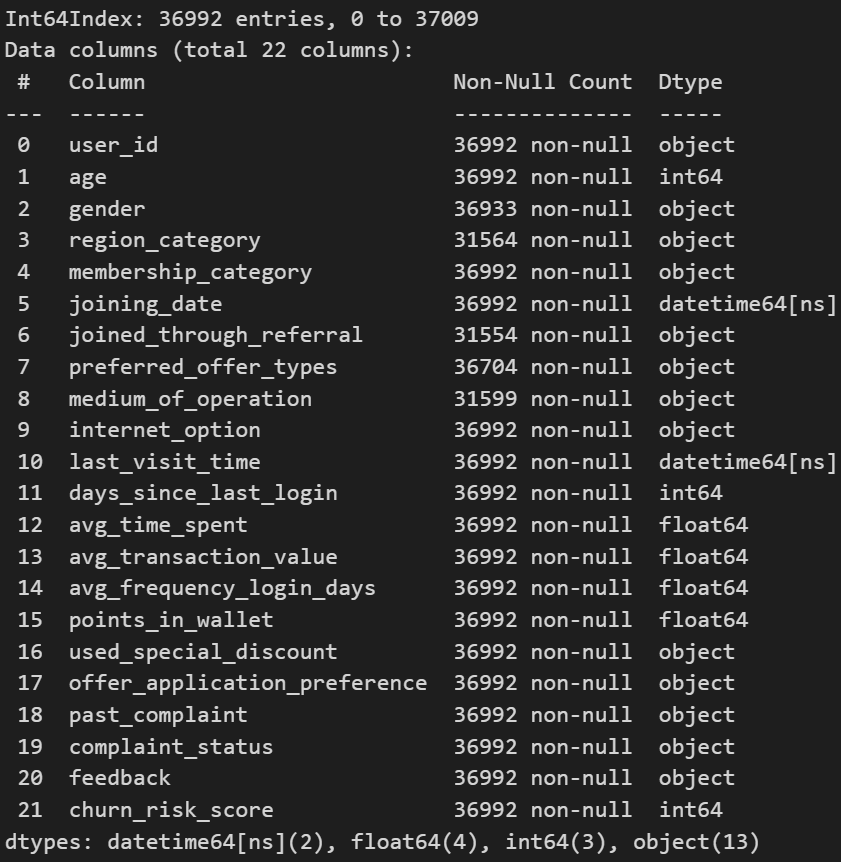 Int64Index: 36992 entries, 0 to 37009
Data columns (total 22 columns):
 #   Column                        Non-Null Count  Dtype
---  ------                        --------------  -----
 0   user_id                       36992 non-null  object
 1   age                           36992 non-null  int64
 2   gender                        36933 non-null  object
 3   region_category               31564 non-null  object
 4   membership_category           36992 non-null  object
 5   joining_date                  36992 non-null  datetime64[ns]
 6   joined_through_referral       31554 non-null  object
 7   preferred_offer_types         36704 non-null  object
 8   medium_of_operation           31599 non-null  object
 9   internet_option               36992 non-null  object
 10  last_visit_time               36992 non-null  datetime64[ns]
 11  days_since_last_login         36992 non-null  int64
 12  avg_time_spent                36992 non-null  float64
 13  avg_transaction_value         36992 non-null  float64
 14  avg_frequency_login_days      36992 non-null  float64
 15  points_in_wallet              36992 non-null  float64
 16  used_special_discount         36992 non-null  object
 17  offer_application_preference  36992 non-null  object
 18  past_complaint                36992 non-null  object
 19  complaint_status              36992 non-null  object
 20  feedback                      36992 non-null  object
 21  churn_risk_score              36992 non-null  int64
dtypes: datetime64[ns](2), float64(4), int64(3), object(13)